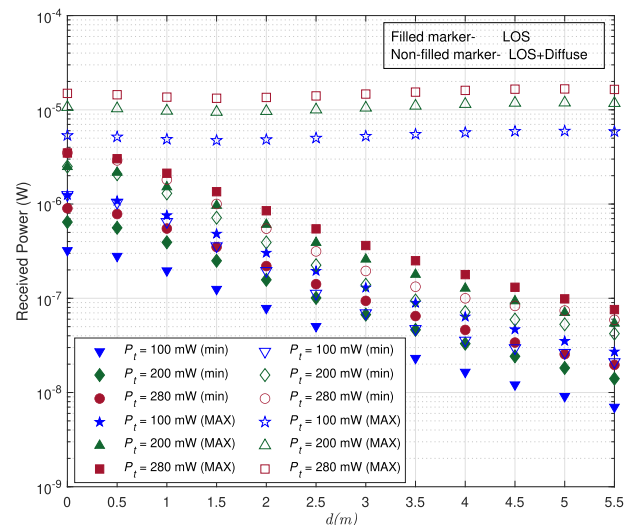 Filled marker- LOS
Non-filled marker- LOS+Diffuse
10^-4
10^-5
10^-6
10^-7
10^-8
10^-9
Received Power (W)
P_t = 100 mW (min)
P_t = 200 mW (min)
P_t = 280 mW (min)
P_t = 100 mW (MAX)
P_t = 200 mW (MAX)
P_t = 280 mW (MAX)
P_t = 100 mW (min)
P_t = 200 mW (min)
P_t = 280 mW (min)
P_t = 100 mW (MAX)
P_t = 200 mW (MAX)
P_t = 280 mW (MAX)
0 0.5 1 1.5 2 2.5 3 3.5 4 4.5 5 5.5
d(m)